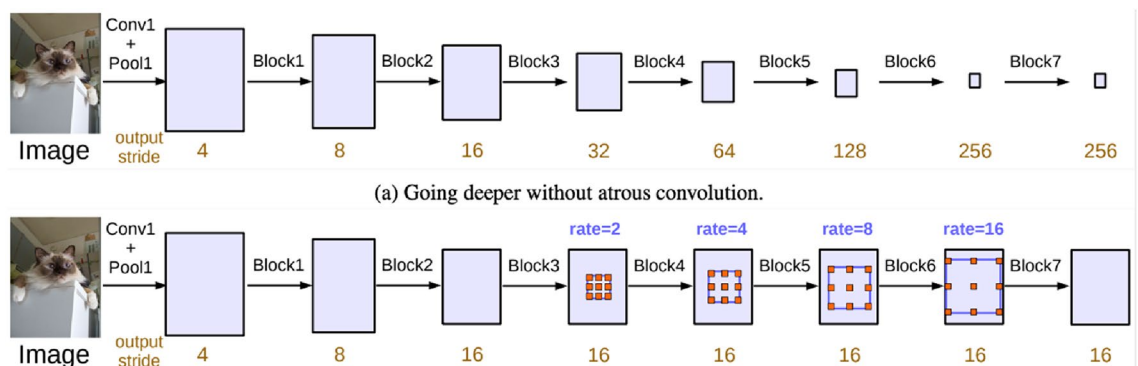 Conv1
+
Pool1
Block1
Block2
Block3
Block4
Block5
Block6
Block7
Image
output
stride
4
8
16
32
64
128
256
256
(a) Going deeper without atrous convolution.
Conv1
+
Pool1
Block1
Block2
rate=2
rate=4
rate=8
rate=16
Block3
Block4
Block5
Block6
Block7
Image
output
stride
4
8
16
16
16
16
16
16